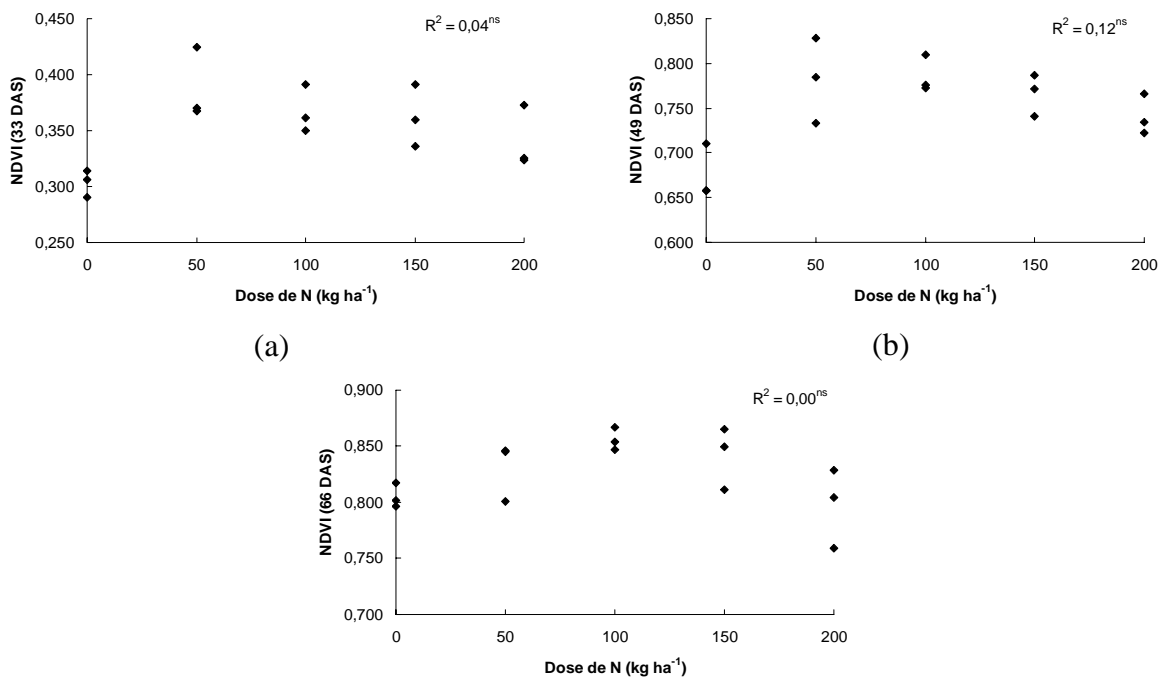 R² = 0,04ⁿˢ
NDVI (33 DAS)
0,450
0,400
0,350
0,300
0,250
0 50 100 150 200
Dose de N (kg ha⁻¹)
(a)
R² = 0,12ⁿˢ
NDVI (49 DAS)
0,850
0,800
0,750
0,700
0,650
0,600
0 50 100 150 200
Dose de N (kg ha⁻¹)
(b)
R² = 0,00ⁿˢ
NDVI (66 DAS)
0,900
0,850
0,800
0,750
0,700
0 50 100 150 200
Dose de N (kg ha⁻¹)